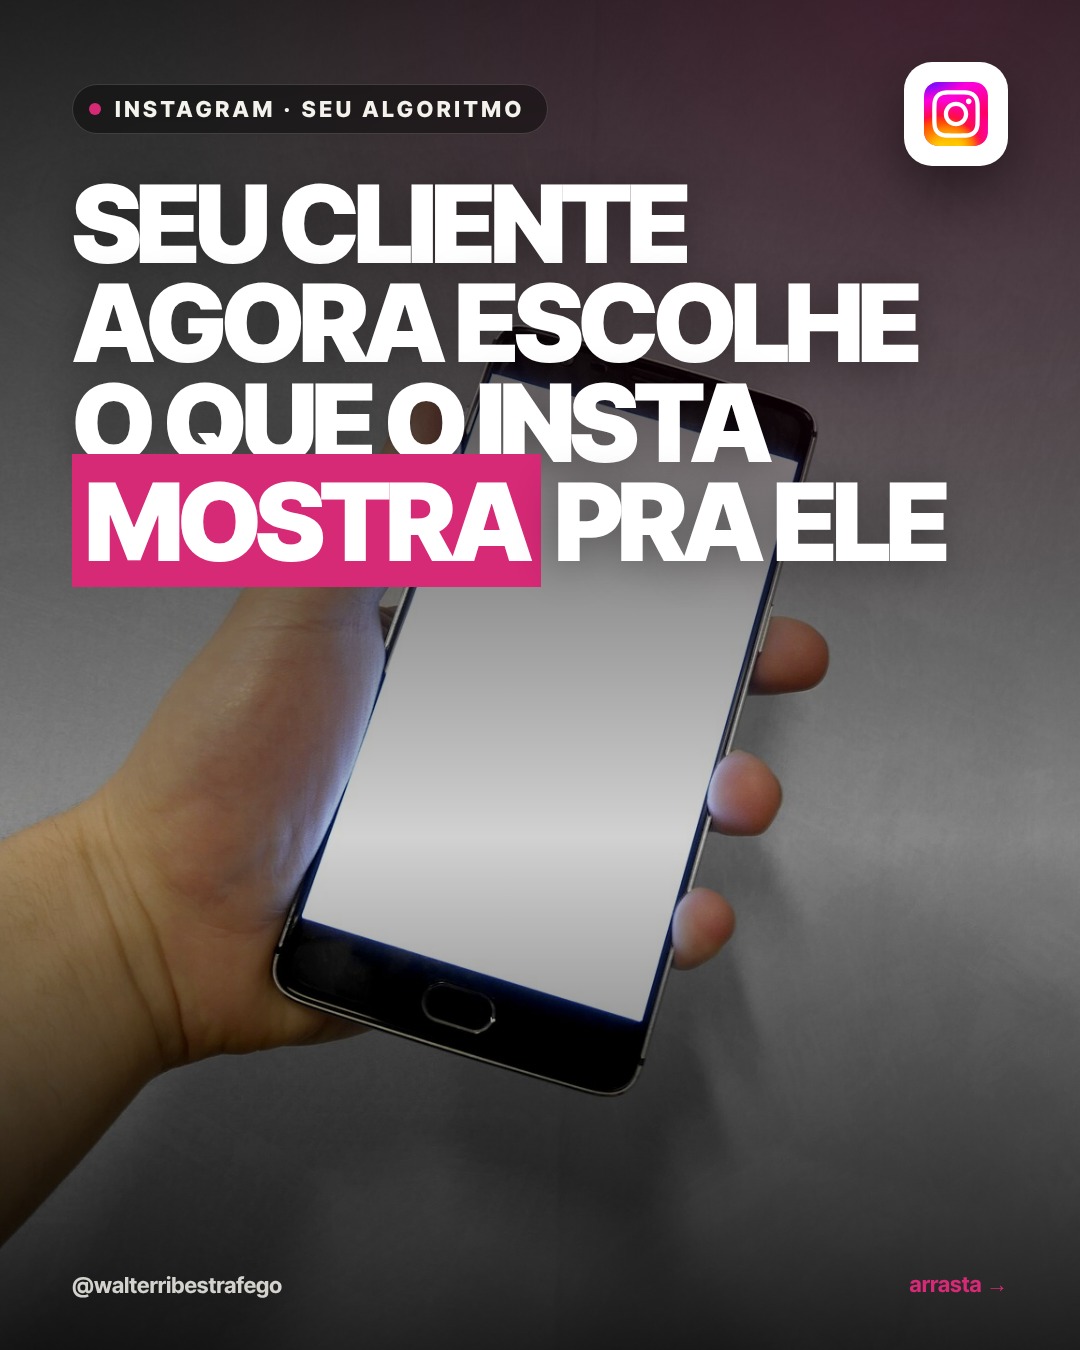 INSTAGRAM · SEU ALGORITMO
SEU CLIENTE
AGORA ESCOLHE
O QUE O INSTA
MOSTRA PRA ELE
@walterribestrafego
arrasta →